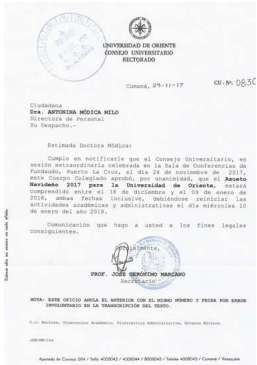 UNIVERSIDAD DE ORIENTE
CONSEJO UNIVERSITARIO
RECTORADO
Cumaná, 29-11-17
CU-Nº. 0830
Ciudadana
Dra. ANTONINA MÓDICA MILO
Directora de Personal
Su Despacho.-
Estimada Doctora Módica:
Cumplo en notificarle que el Consejo Universitario, en
sesión extraordinaria celebrada en la Sala de Conferencias de
Fundaudo, Puerto La Cruz, el día 24 de noviembre de 2017,
este Cuerpo Colegiado aprobó, por unanimidad, que el Asueto
Navideño 2017 para la Universidad de Oriente, estará
comprendido entre el 18 de diciembre y el 09 de enero de
2018, ambas fechas inclusive, debiéndose reiniciar las
actividades académicas y administrativas el día miércoles 10
de enero del año 2018.
Comunicación que hago a usted a los fines legales
consiguientes.
PROF. JOSÉ GERÓNIMO MARCANO
Secretario
NOTA: ESTE OFICIO ANULA EL ANTERIOR CON EL MISMO NÚMERO Y FECHA POR ERROR
INVOLUNTARIO EN LA TRANSCRIPCIÓN DEL TEXTO.
Apartado de Correos 094 / Telfs: 4008043 / 4008044 / 8008045 / Telefax: 4008043 / Cumaná / Venezuela